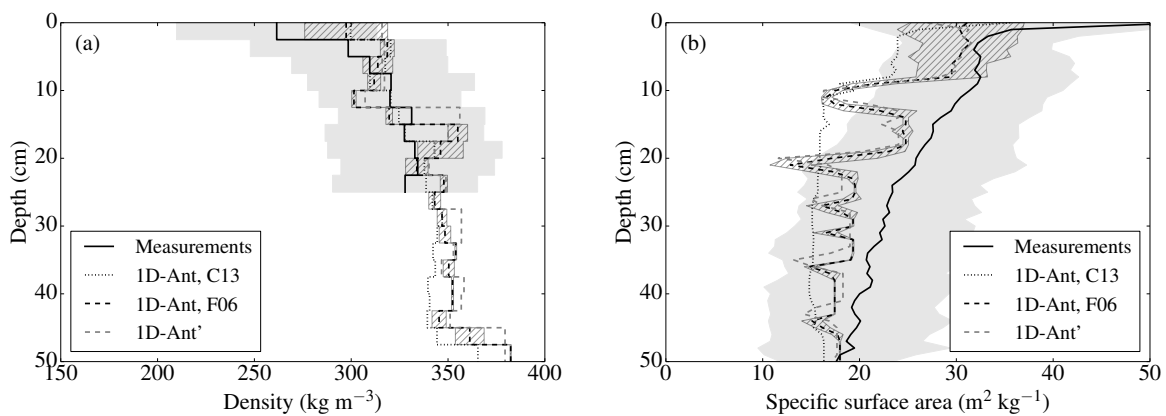 (a)
0
10
20
30
40
50
Depth (cm)
Measurements
1D-Ant, C13
1D-Ant, F06
1D-Ant’
150 200 250 300 350 400
Density (kg m−3)
(b)
0
10
20
30
40
50
Depth (cm)
Measurements
1D-Ant, C13
1D-Ant, F06
1D-Ant’
0 10 20 30 40 50
Specific surface area (m2 kg−1)